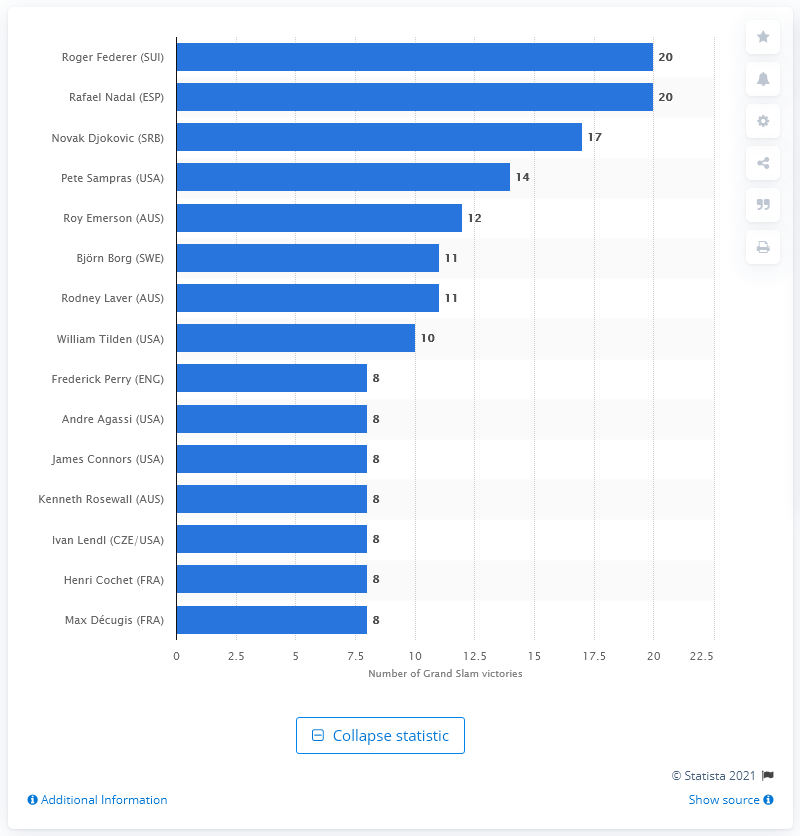 Roger Federer (SUI) 20
Rafael Nadal (ESP) 20
Novak Djokovic (SRB) 17
Pete Sampras (USA) 14
Roy Emerson (AUS) 12
Björn Borg (SWE) 11
Rodney Laver (AUS) 11
William Tilden (USA) 10
Frederick Perry (ENG) 8
Andre Agassi (USA) 8
James Connors (USA) 8
Kenneth Rosewall (AUS) 8
Ivan Lendl (CZE/USA) 8
Henri Cochet (FRA) 8
Max Décugis (FRA) 8
0 2.5 5 7.5 10 12.5 15 17.5 20 22.5
Number of Grand Slam victories
Collapse statistic
© Statista 2021
Additional Information Show source